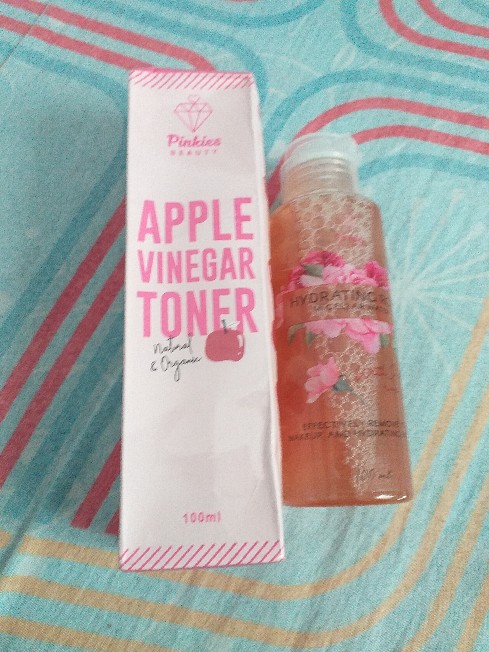 Pinkies
BEAUTY
APPLE
VINEGAR
TONER
Natural
& Organic
100ml
HYDRATING
EFFECTIVELY REMOVE
MAKEUP AND HYDRATING
100 ml